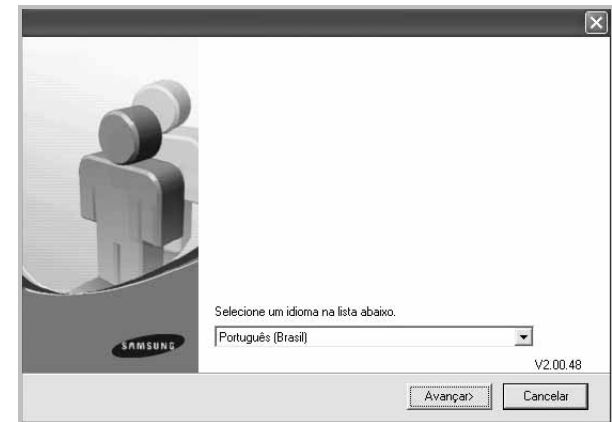 Selecione um idioma na lista abaixo.
Português (Brasil)
SAMSUNG
V2.00.48
Avançar>
Cancelar